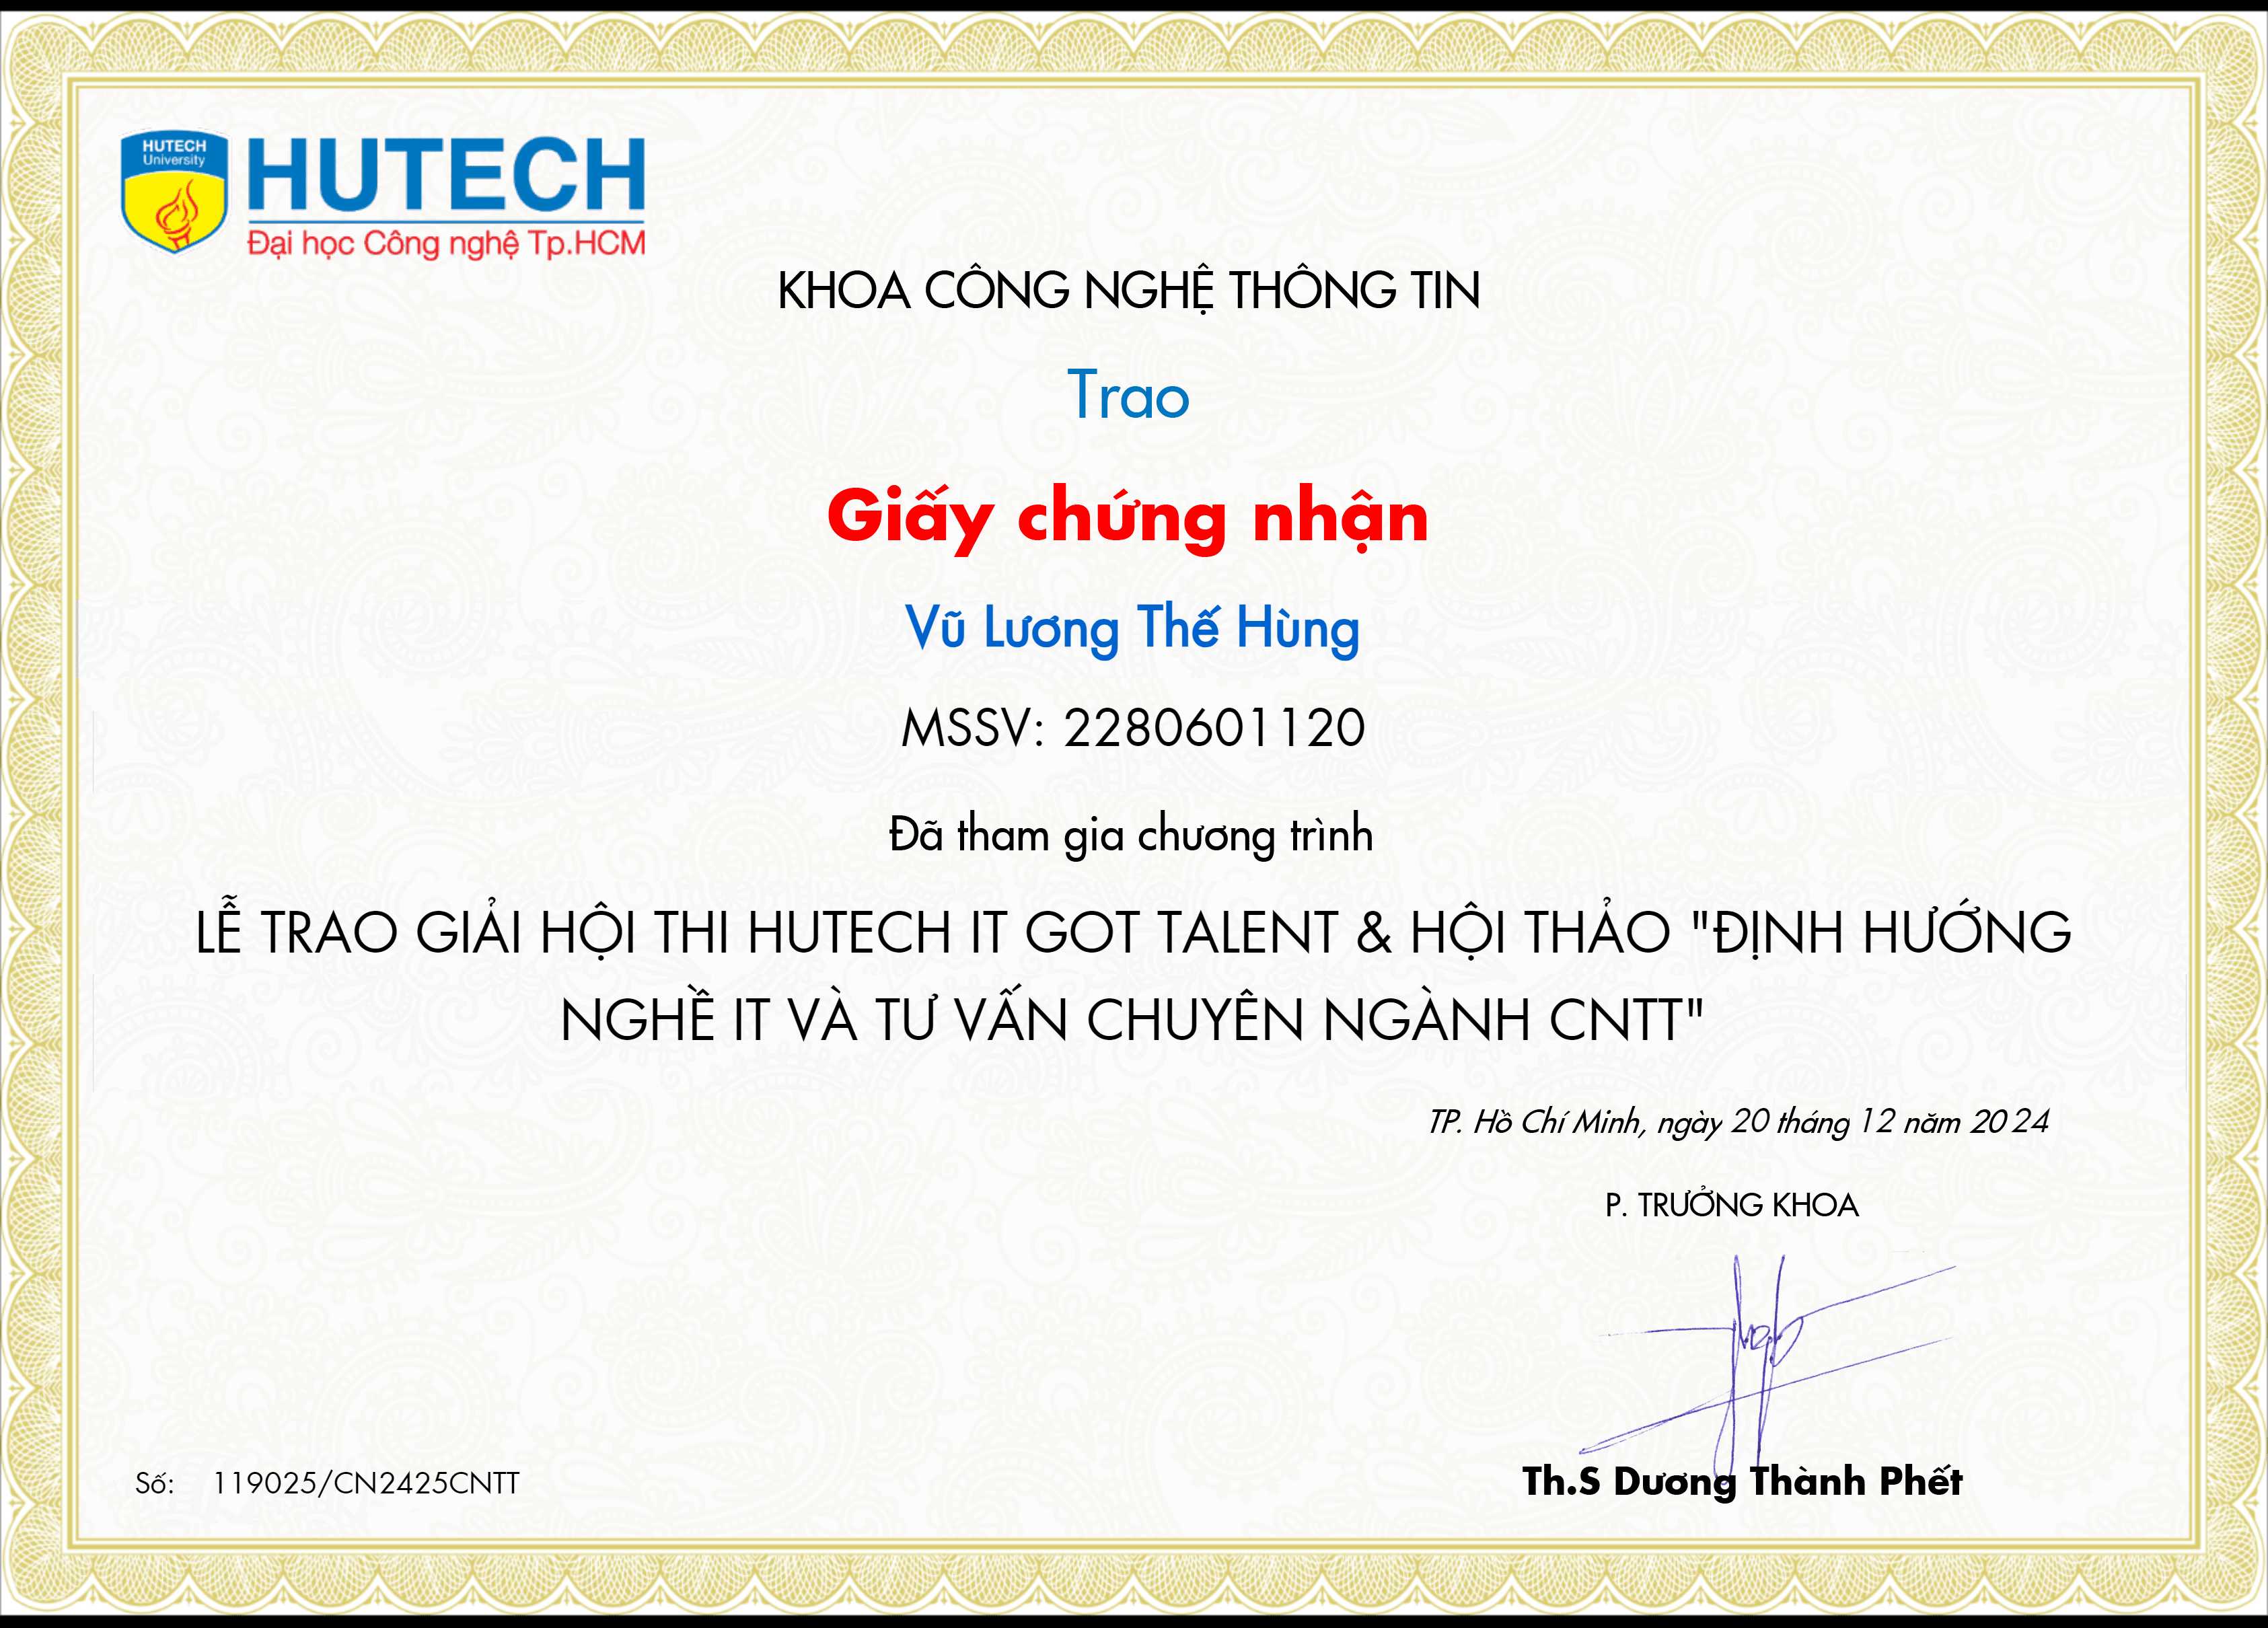 HUTECH
University
HUTECH
Đại học Công nghệ Tp.HCM
KHOA CÔNG NGHỆ THÔNG TIN
Trao
Giấy chứng nhận
Vũ Lương Thế Hùng
MSSV: 2280601120
Đã tham gia chương trình
LỄ TRAO GIẢI HỘI THI HUTECH IT GOT TALENT & HỘI THẢO "ĐỊNH HƯỚNG
NGHỀ IT VÀ TƯ VẤN CHUYÊN NGÀNH CNTT"
TP. Hồ Chí Minh, ngày 20 tháng 12 năm 2024
P. TRƯỞNG KHOA
Th.S Dương Thành Phết
Số: 119025/CN2425CNTT